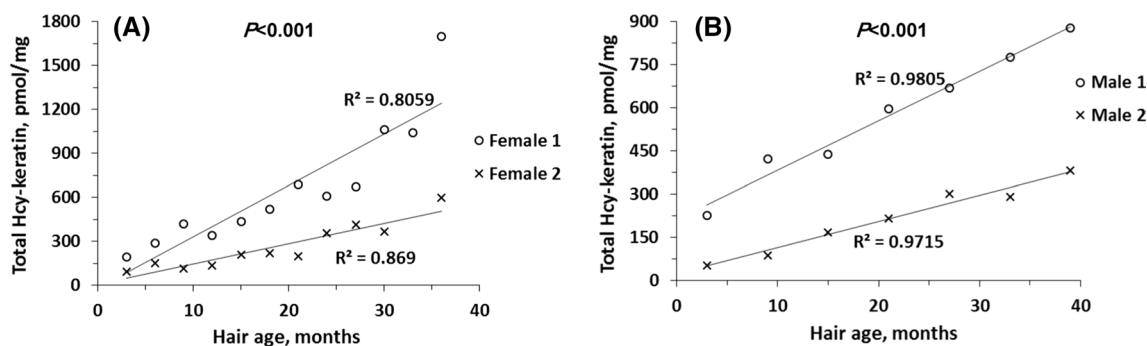 (A)
P<0.001
Total Hcy-keratin, pmol/mg
1800
1500
1200
900
600
300
0
R² = 0.8059
R² = 0.869
Female 1
Female 2
0 10 20 30 40
Hair age, months
(B)
P<0.001
Total Hcy-keratin, pmol/mg
900
750
600
450
300
150
0
R² = 0.9805
R² = 0.9715
Male 1
Male 2
0 10 20 30 40
Hair age, months